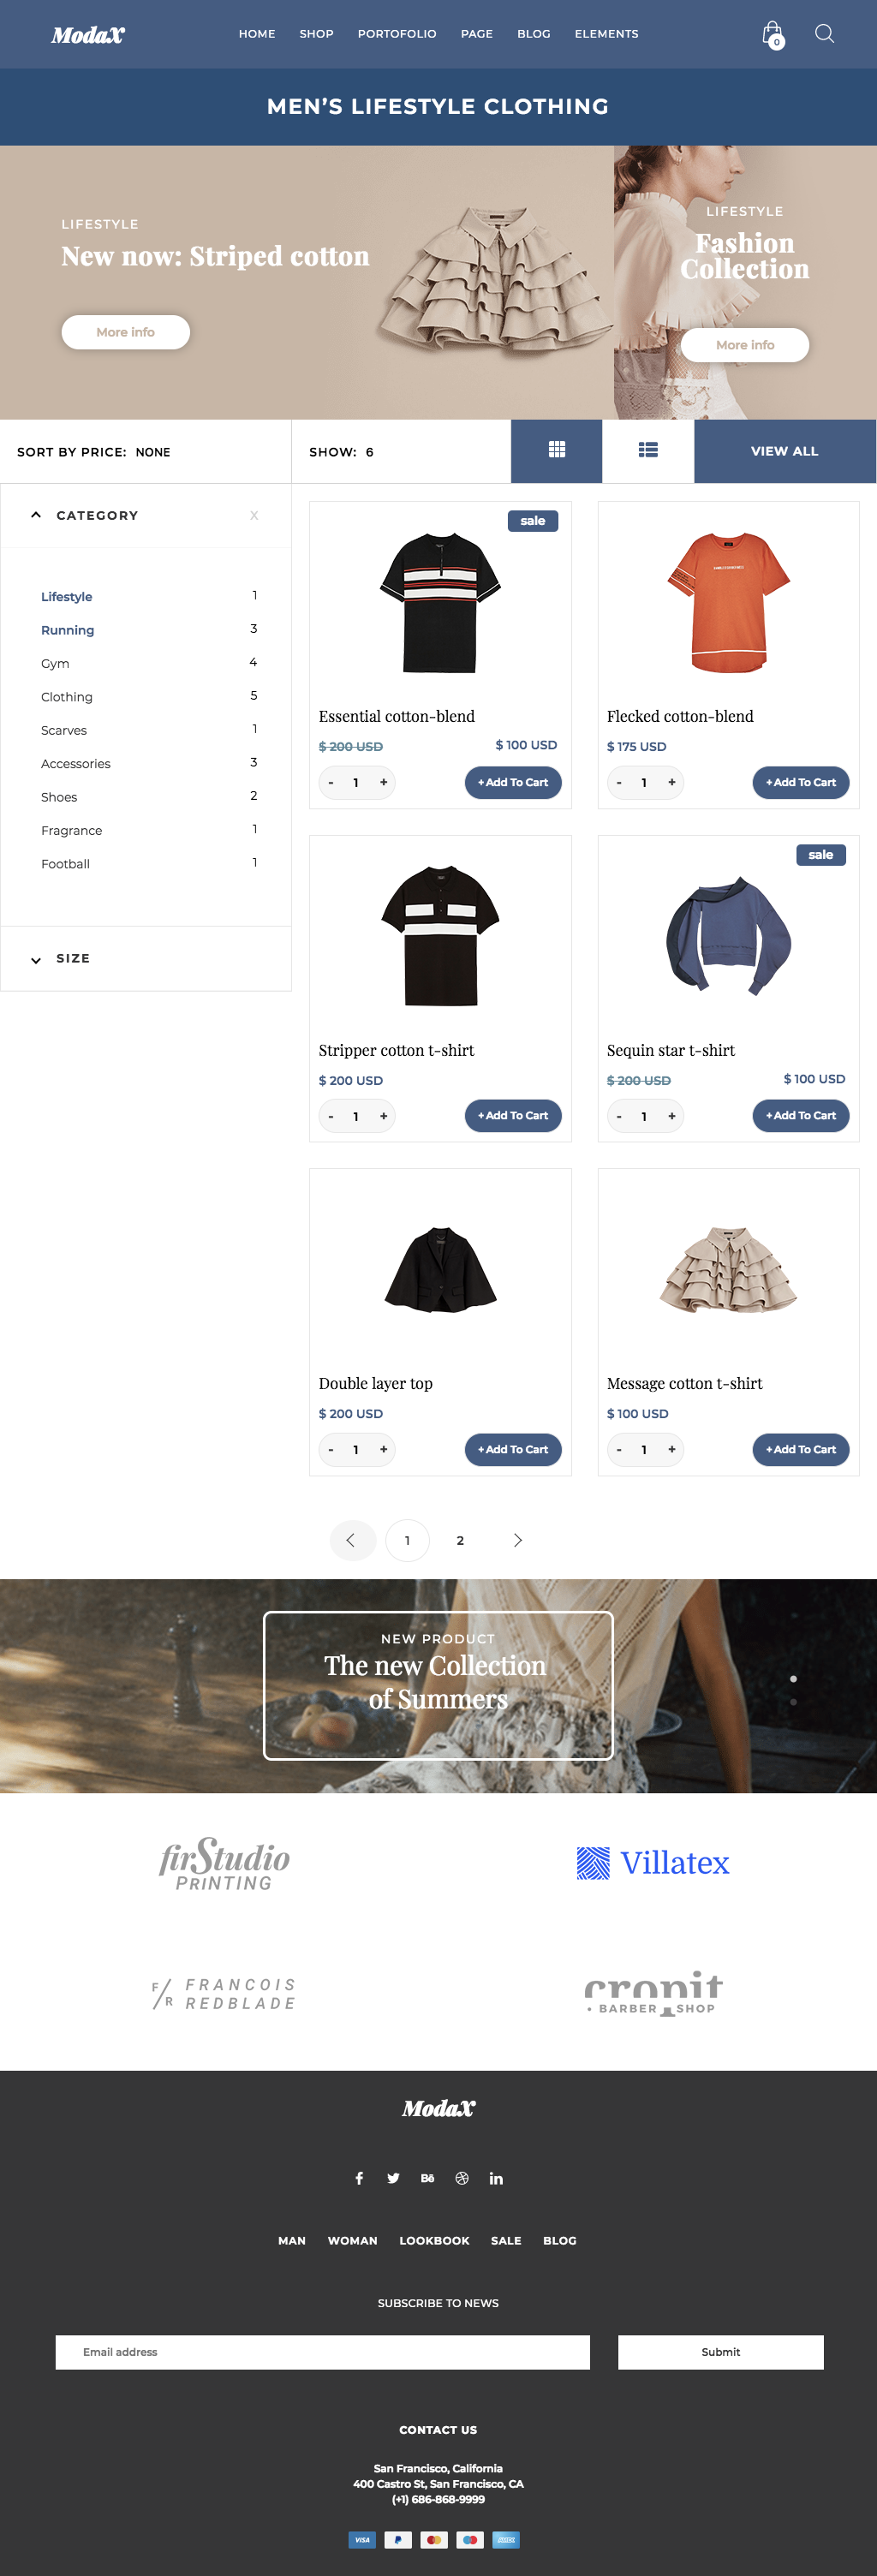 ModaX
HOME SHOP PORTOFOLIO PAGE BLOG ELEMENTS
0
MEN’S LIFESTYLE CLOTHING
LIFESTYLE
New now: Striped cotton
More info
LIFESTYLE
Fashion
Collection
More info
SORT BY PRICE: NONE
SHOW: 6
VIEW ALL
CATEGORY X
Lifestyle 1
Running 3
Gym 4
Clothing 5
Scarves 1
Accessories 3
Shoes 2
Fragrance 1
Football 1
SIZE
sale
Essential cotton-blend
$ 200 USD $ 100 USD
- 1 + + Add To Cart
Flecked cotton-blend
$ 175 USD
- 1 + + Add To Cart
Stripper cotton t-shirt
$ 200 USD
- 1 + + Add To Cart
sale
Sequin star t-shirt
$ 200 USD $ 100 USD
- 1 + + Add To Cart
Double layer top
$ 200 USD
- 1 + + Add To Cart
Message cotton t-shirt
$ 100 USD
- 1 + + Add To Cart
1 2
NEW PRODUCT
The new Collection
of Summers
firStudio
PRINTING
Villatex
F/R FRANCOIS
REDBLADE
cropit
• BARBER SHOP
ModaX
Bē
MAN WOMAN LOOKBOOK SALE BLOG
SUBSCRIBE TO NEWS
Email address
Submit
CONTACT US
San Francisco, California
400 Castro St, San Francisco, CA
(+1) 686-868-9999
VISA